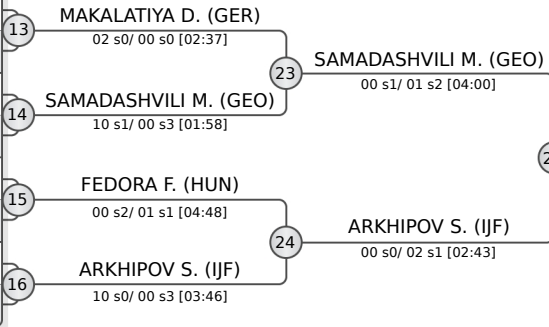 MAKALATIYA D. (GER)
13
02 s0/ 00 s0 [02:37]
SAMADASHVILI M. (GEO)
23
00 s1/ 01 s2 [04:00]
SAMADASHVILI M. (GEO)
14
10 s1/ 00 s3 [01:58]
FEDORA F. (HUN)
15
00 s2/ 01 s1 [04:48]
ARKHIPOV S. (IJF)
24
00 s0/ 02 s1 [02:43]
ARKHIPOV S. (IJF)
16
10 s0/ 00 s3 [03:46]